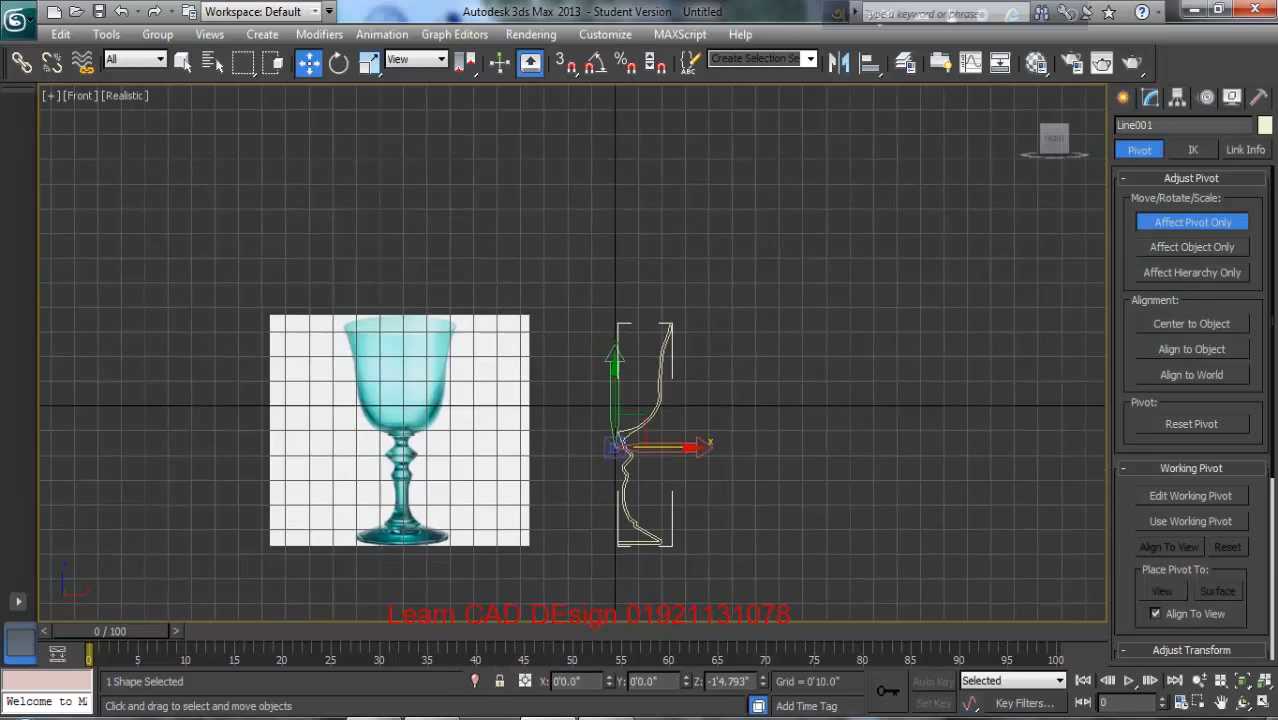 Workspace: Default
Autodesk 3ds Max 2013 - Student Version Untitled
Type a keyword or phrase
Edit Tools Group Views Create Modifiers Animation Graph Editors Rendering Customize MAXScript Help
All
View
3
Create Selection Se
[+] [Front] [Realistic]
FRONT
Line001
Pivot IK Link Info
- Adjust Pivot
Move/Rotate/Scale:
Affect Pivot Only
Affect Object Only
Affect Hierarchy Only
Alignment:
Center to Object
Align to Object
Align to World
Pivot:
Reset Pivot
- Working Pivot
Edit Working Pivot
Use Working Pivot
Align To View Reset
Place Pivot To:
View Surface
Align To View
- Adjust Transform
x
Learn CAD DEsign 01921131078
< 0 / 100 >
0 5 10 15 20 25 30 35 40 45 50 55 60 65 70 75 80 85 90 95 100
1 Shape Selected
X: 0'0.0" Y: 0'0.0" Z: -1'4.793" Grid = 0'10.0"
Auto Key Selected
Welcome to M
Click and drag to select and move objects
Add Time Tag
Set Key Key Filters... 0